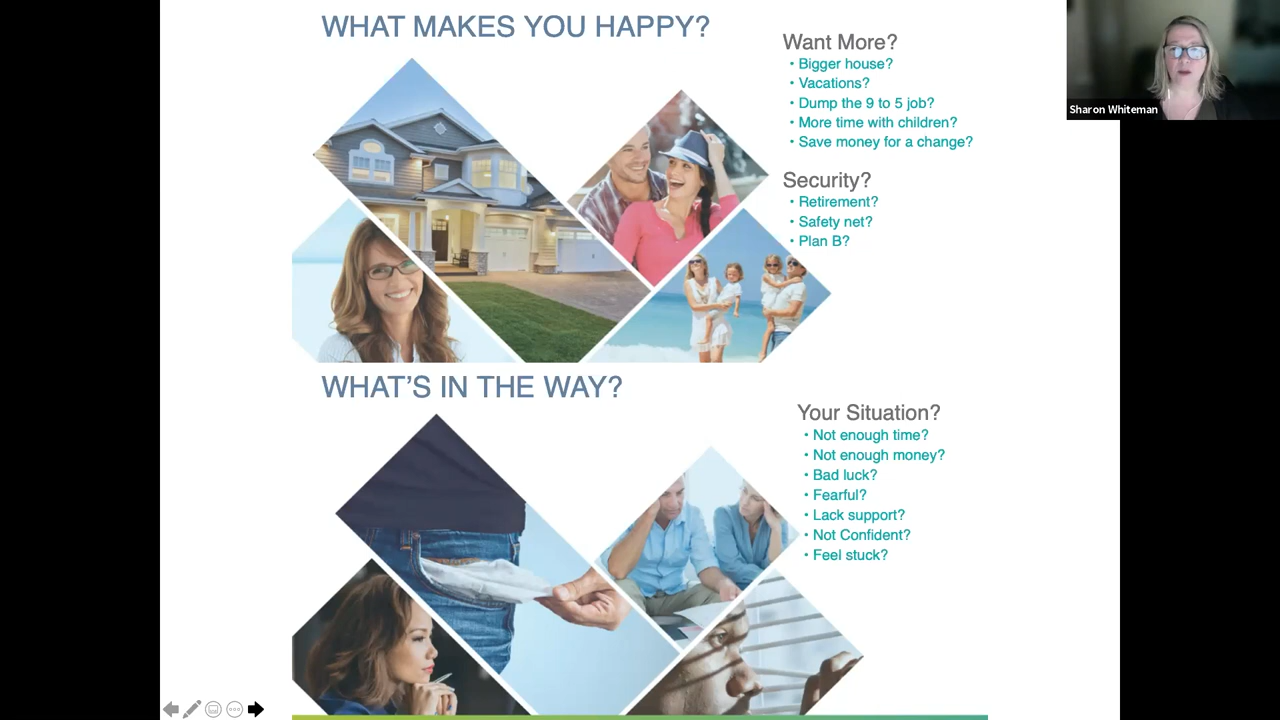 WHAT MAKES YOU HAPPY?
Want More?
• Bigger house?
• Vacations?
• Dump the 9 to 5 job?
• More time with children?
• Save money for a change?
Security?
• Retirement?
• Safety net?
• Plan B?
Sharon Whiteman
WHAT'S IN THE WAY?
Your Situation?
• Not enough time?
• Not enough money?
• Bad luck?
• Fearful?
• Lack support?
• Not Confident?
• Feel stuck?